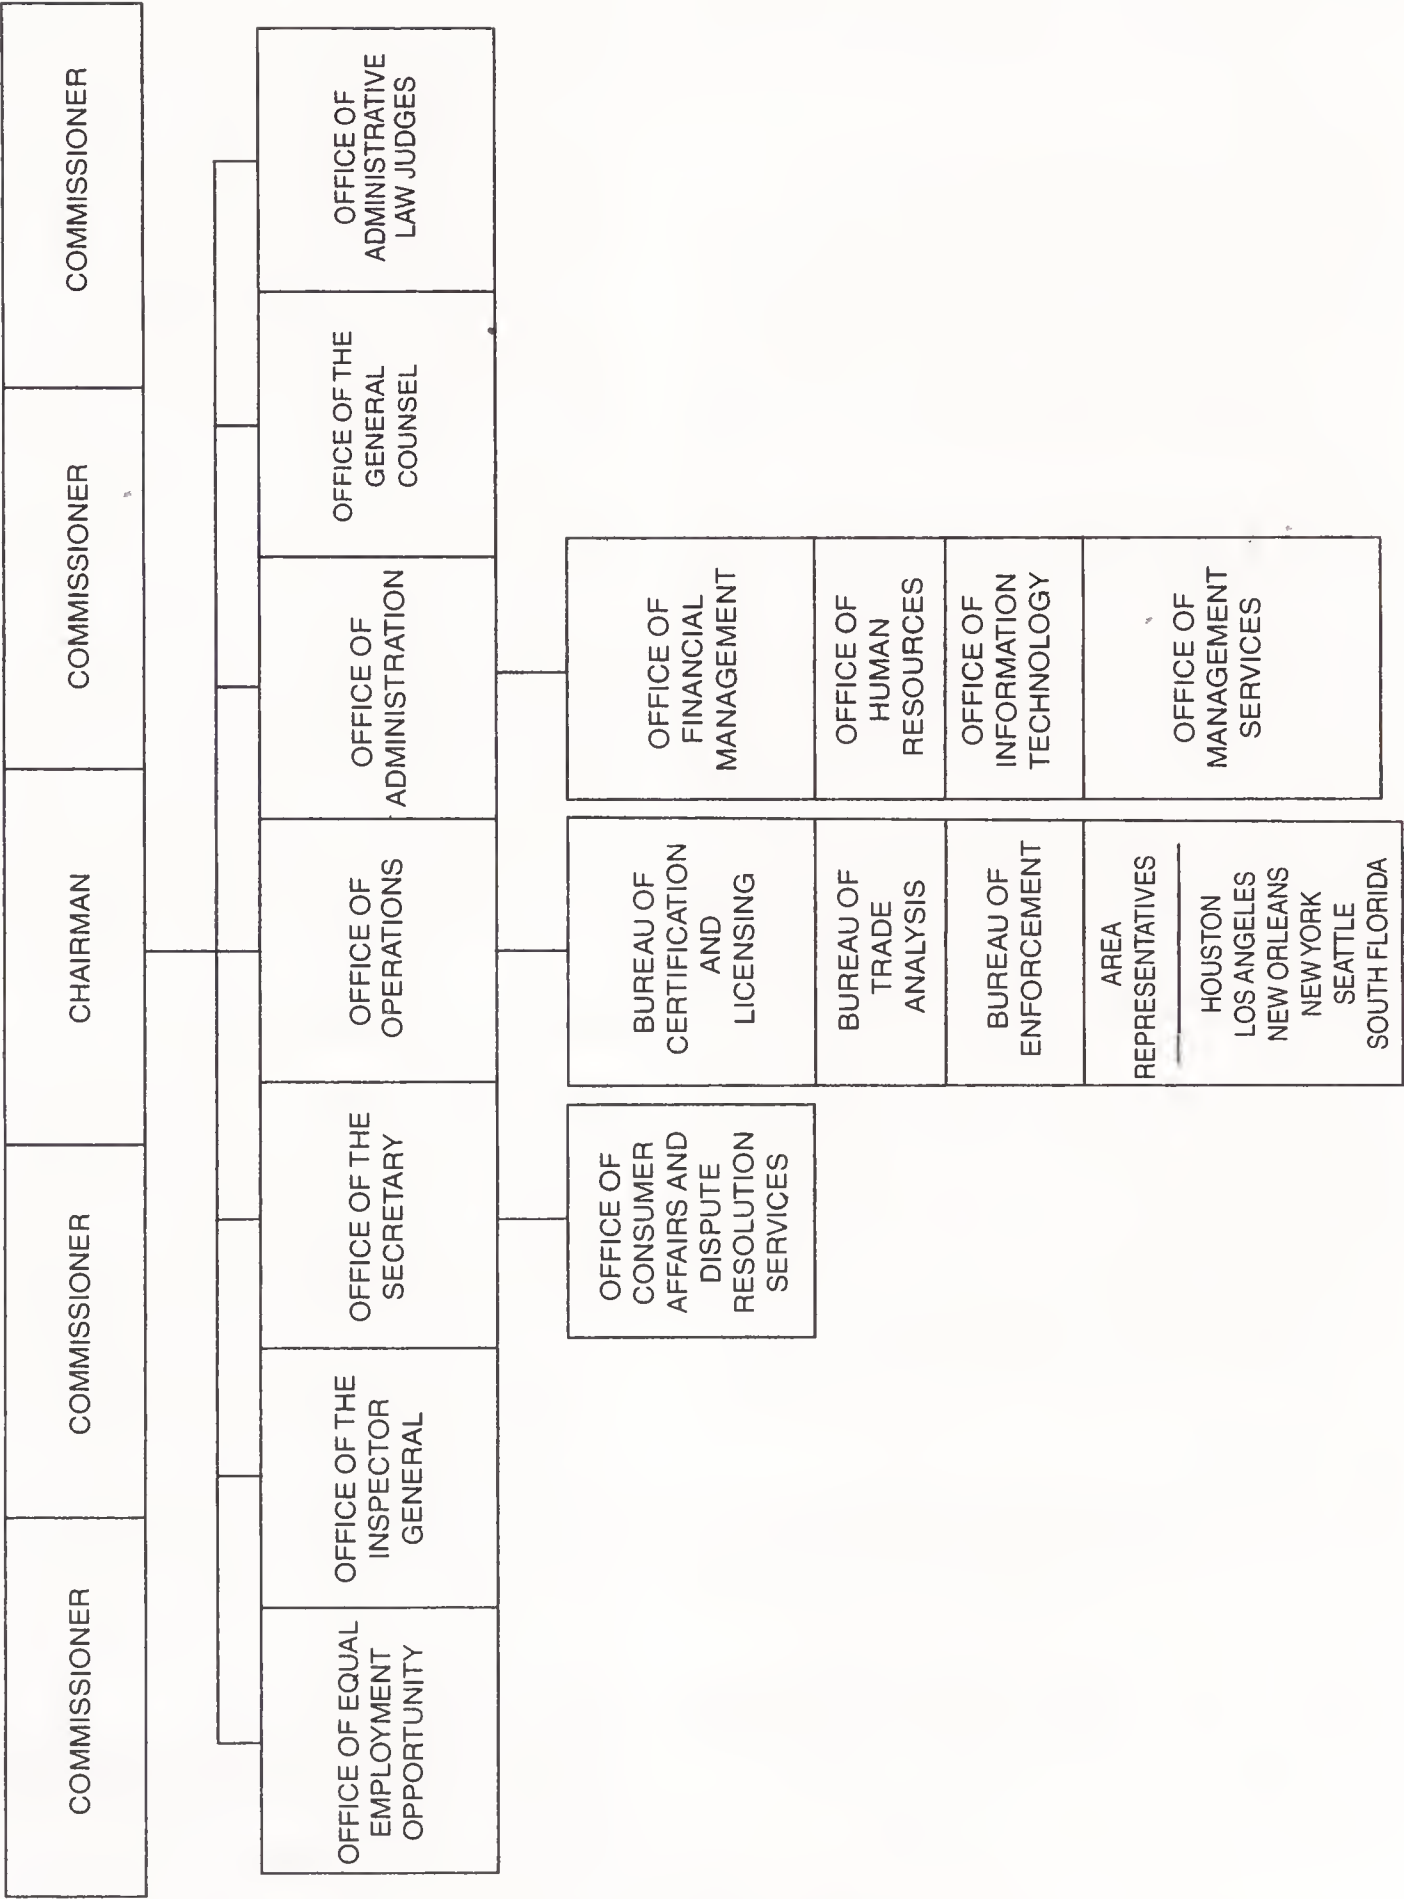 COMMISSIONER
COMMISSIONER
CHAIRMAN
COMMISSIONER
COMMISSIONER
OFFICE OF EQUAL
EMPLOYMENT
OPPORTUNITY
OFFICE OF THE
INSPECTOR
GENERAL
OFFICE OF THE
SECRETARY
OFFICE OF
OPERATIONS
OFFICE OF
ADMINISTRATION
OFFICE OF THE
GENERAL
COUNSEL
OFFICE OF
ADMINISTRATIVE
LAW JUDGES
OFFICE OF
CONSUMER
AFFAIRS AND
DISPUTE
RESOLUTION
SERVICES
BUREAU OF
CERTIFICATION
AND
LICENSING
BUREAU OF
TRADE
ANALYSIS
BUREAU OF
ENFORCEMENT
AREA
REPRESENTATIVES
HOUSTON
LOS ANGELES
NEW ORLEANS
NEW YORK
SEATTLE
SOUTH FLORIDA
OFFICE OF
FINANCIAL
MANAGEMENT
OFFICE OF
HUMAN
RESOURCES
OFFICE OF
INFORMATION
TECHNOLOGY
OFFICE OF
MANAGEMENT
SERVICES